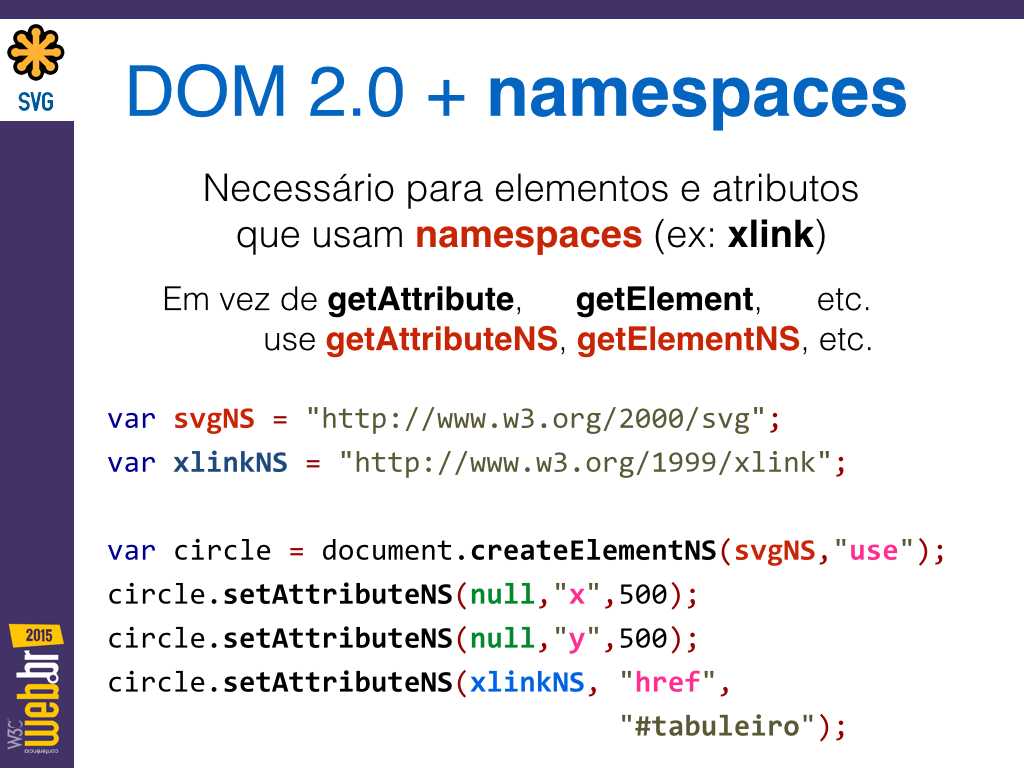 SVG
DOM 2.0 + namespaces
Necessário para elementos e atributos
que usam namespaces (ex: xlink)
Em vez de getAttribute, getElement, etc.
use getAttributeNS, getElementNS, etc.
var svgNS = "http://www.w3.org/2000/svg";
var xlinkNS = "http://www.w3.org/1999/xlink";
var circle = document.createElementNS(svgNS,"use");
circle.setAttributeNS(null,"x",500);
circle.setAttributeNS(null,"y",500);
circle.setAttributeNS(xlinkNS, "href",
"#tabuleiro");
2015
W3C conferência
web.br